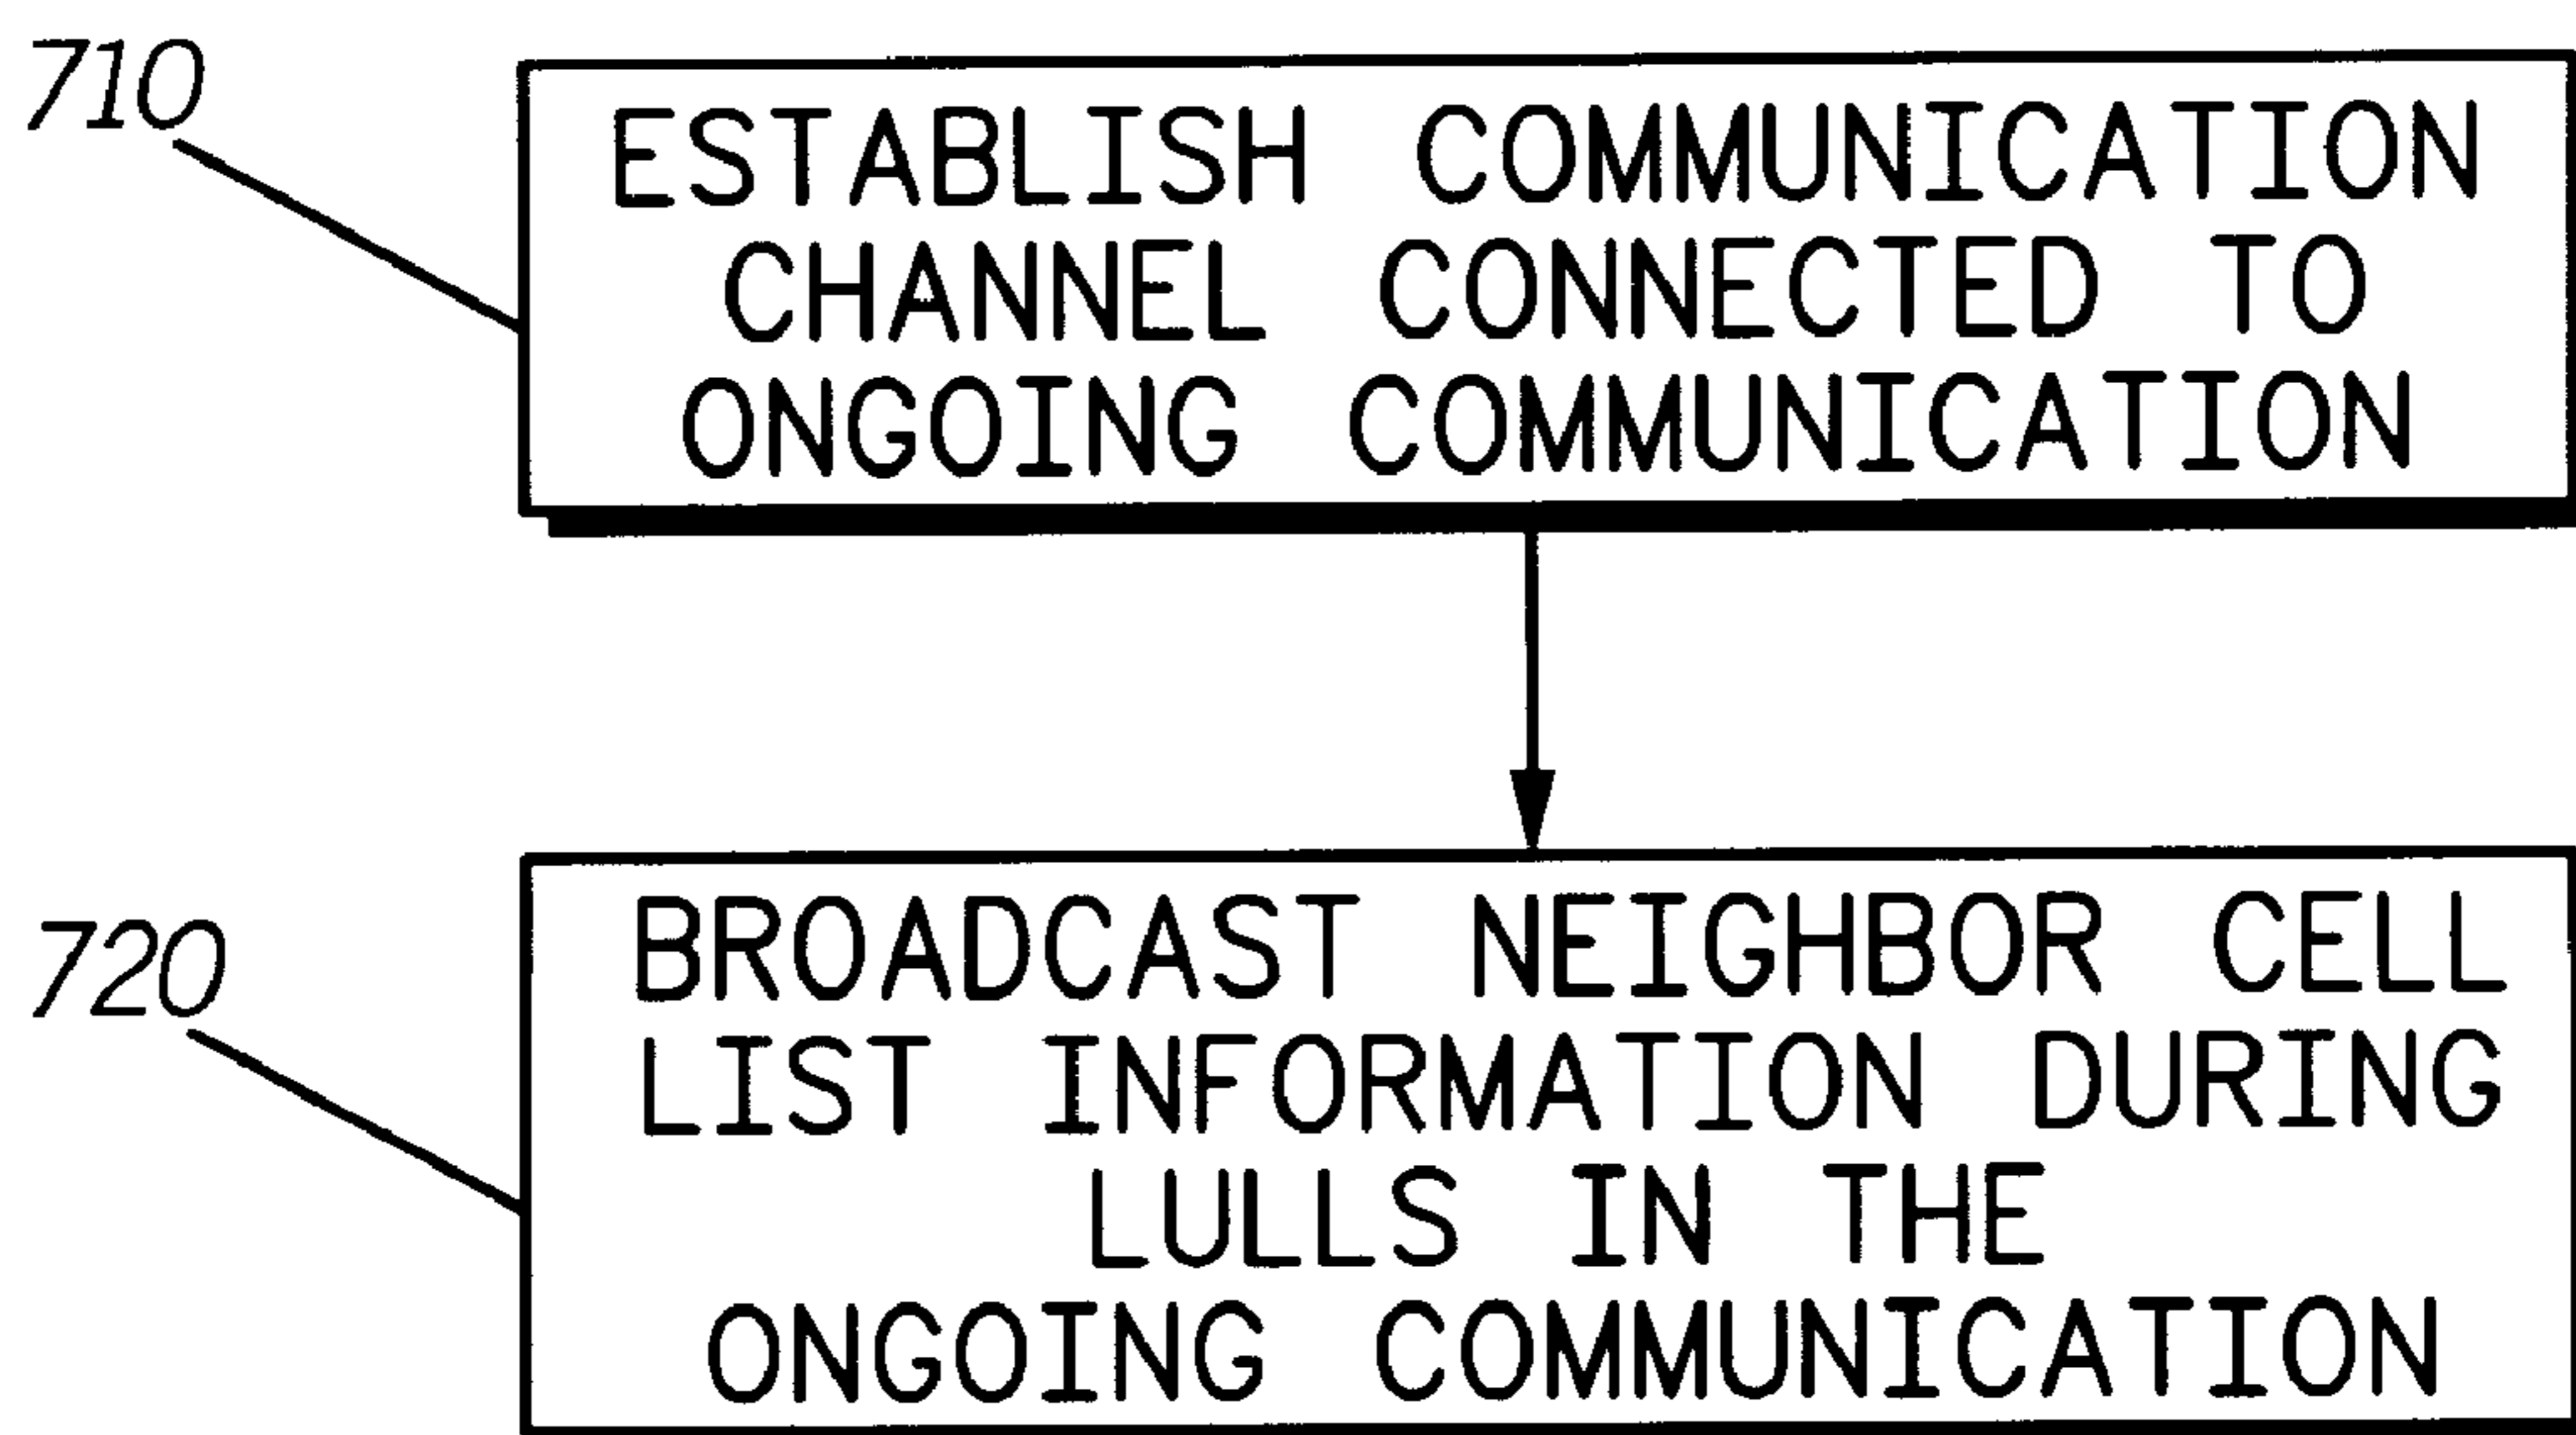 710
ESTABLISH COMMUNICATION
CHANNEL CONNECTED TO
ONGOING COMMUNICATION
720
BROADCAST NEIGHBOR CELL
LIST INFORMATION DURING
LULLS IN THE
ONGOING COMMUNICATION